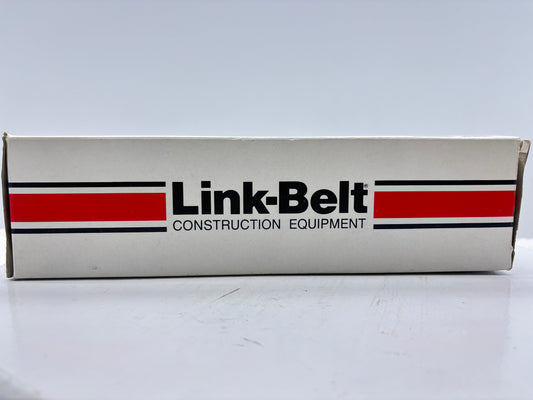 Link-Belt®
CONSTRUCTION EQUIPMENT